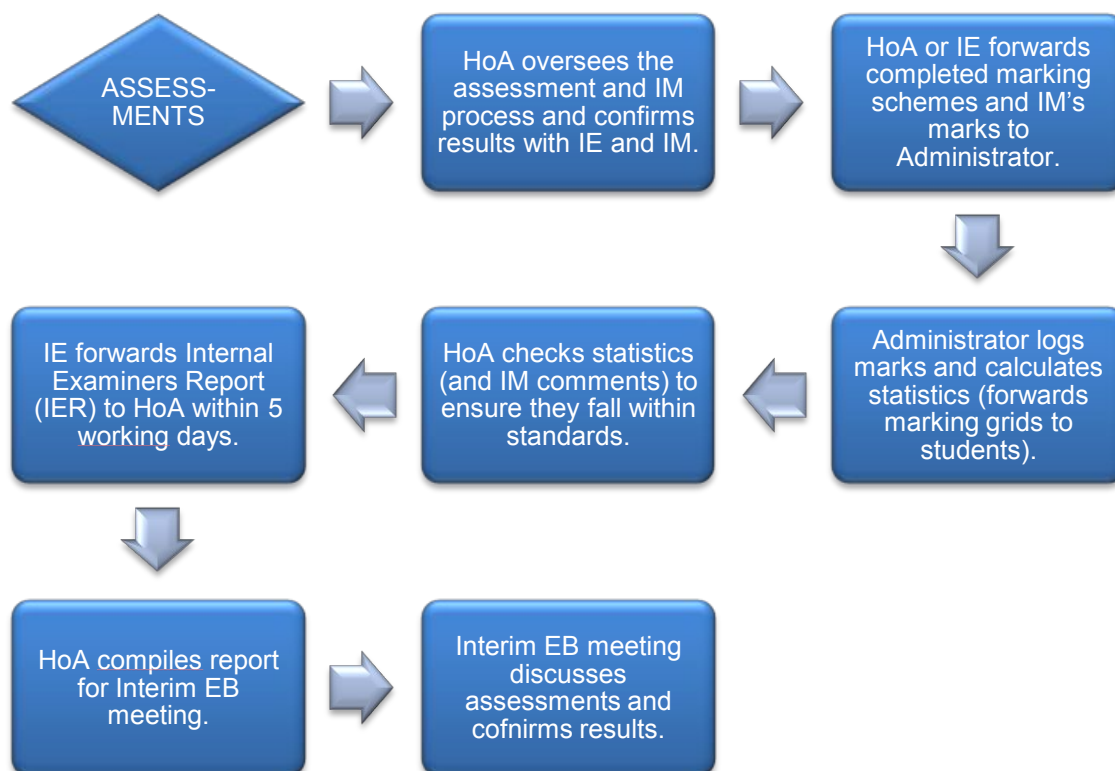 ASSESS-
MENTS
HoA oversees the
assessment and IM
process and confirms
results with IE and IM.
HoA or IE forwards
completed marking
schemes and IM’s
marks to
Administrator.
Administrator logs
marks and calculates
statistics (forwards
marking grids to
students).
HoA checks statistics
(and IM comments) to
ensure they fall within
standards.
IE forwards Internal
Examiners Report
(IER) to HoA within 5
working days.
HoA compiles report
for Interim EB
meeting.
Interim EB meeting
discusses
assessments and
cofnirms results.